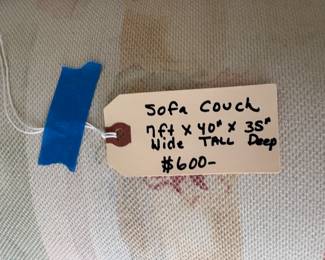 Sofa Couch
7ft x 40" x 35"
Wide TALL Deep
$600-